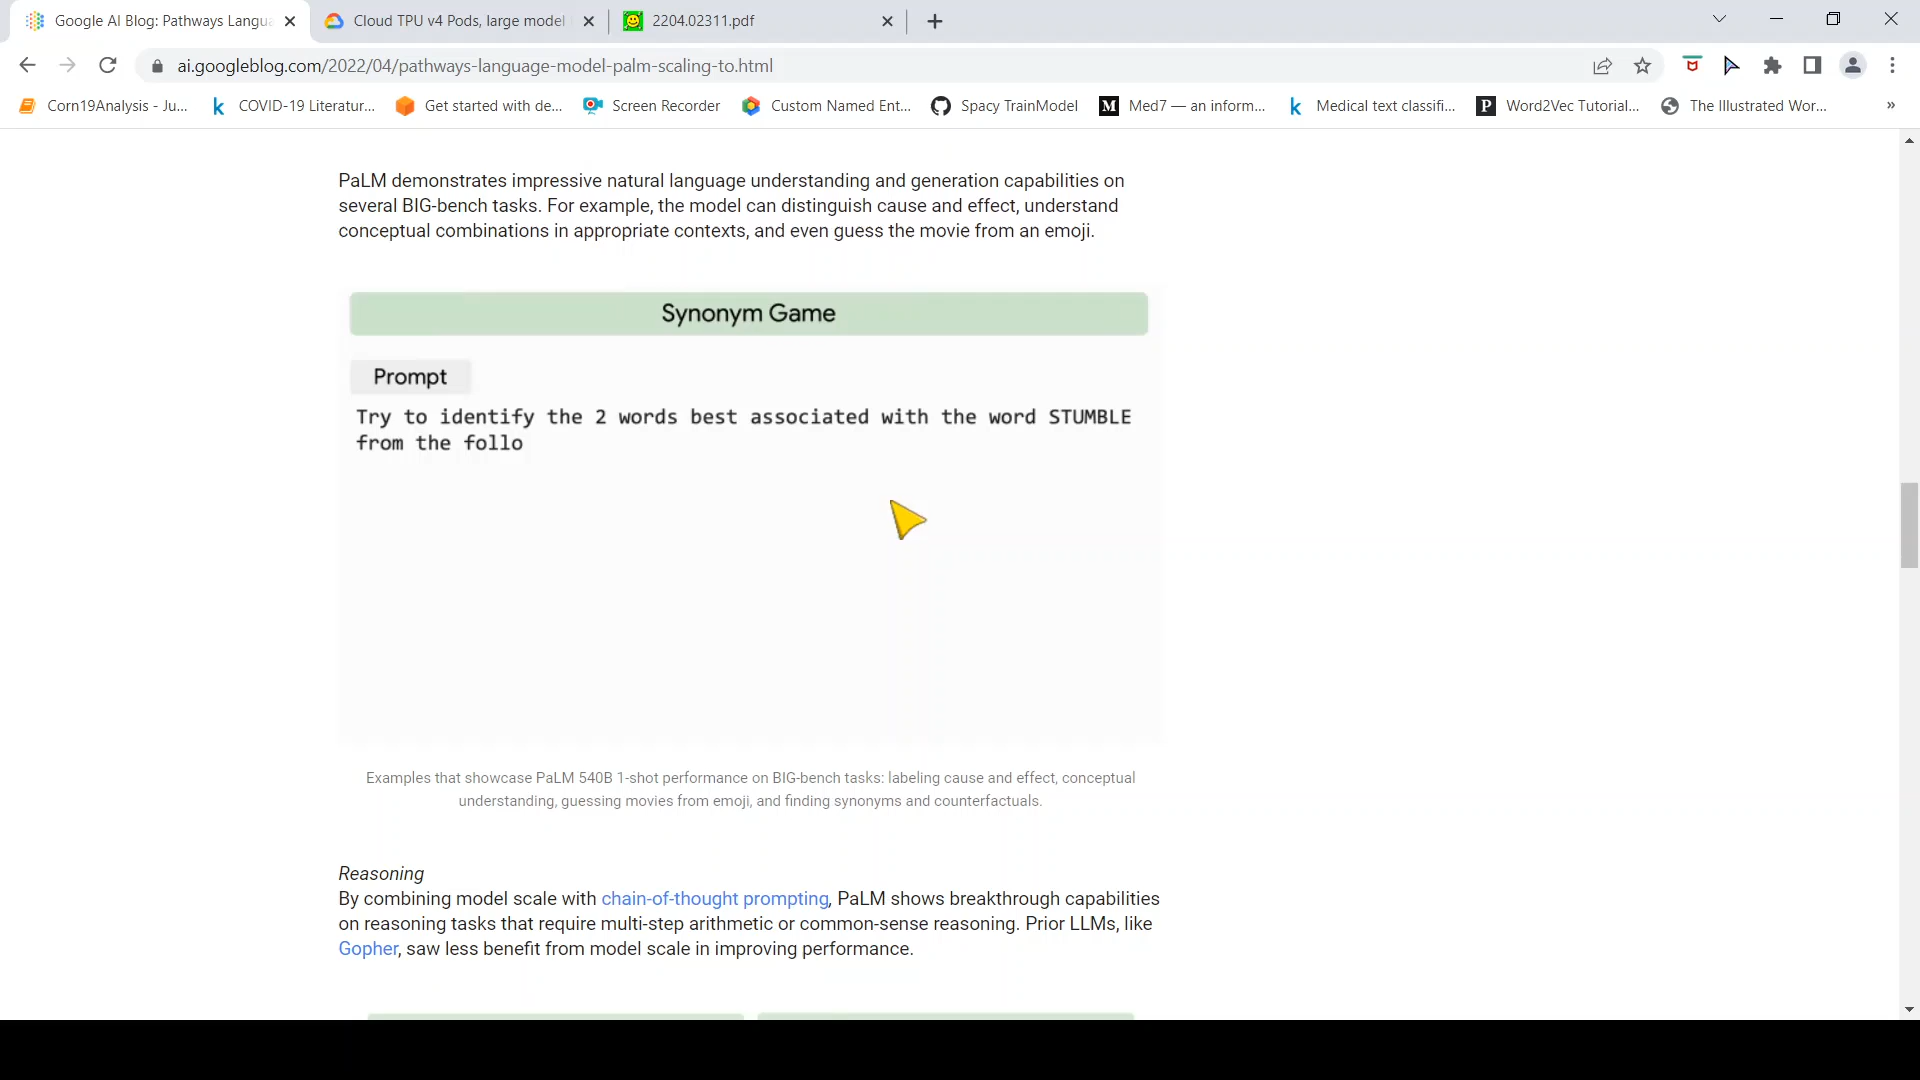 Google AI Blog: Pathways Langua
Cloud TPU v4 Pods, large model
2204.02311.pdf
ai.googleblog.com/2022/04/pathways-language-model-palm-scaling-to.html
Corn19Analysis - Ju...
COVID-19 Literatur...
Get started with de...
Screen Recorder
Custom Named Ent...
Spacy TrainModel
Med7 — an inform...
Medical text classifi...
Word2Vec Tutorial...
The Illustrated Wor...
»
PaLM demonstrates impressive natural language understanding and generation capabilities on
several BIG-bench tasks. For example, the model can distinguish cause and effect, understand
conceptual combinations in appropriate contexts, and even guess the movie from an emoji.
Synonym Game
Prompt
Try to identify the 2 words best associated with the word STUMBLE
from the follo
Examples that showcase PaLM 540B 1-shot performance on BIG-bench tasks: labeling cause and effect, conceptual
understanding, guessing movies from emoji, and finding synonyms and counterfactuals.
Reasoning
By combining model scale with chain-of-thought prompting, PaLM shows breakthrough capabilities
on reasoning tasks that require multi-step arithmetic or common-sense reasoning. Prior LLMs, like
Gopher, saw less benefit from model scale in improving performance.